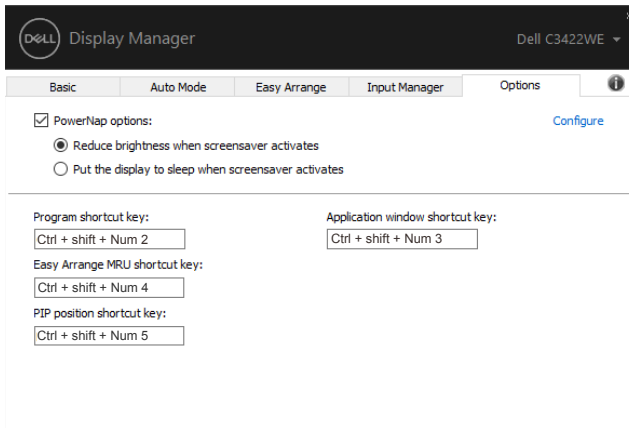 DELL Display Manager
Dell C3422WE
Basic Auto Mode Easy Arrange Input Manager Options
PowerNap options:
Configure
Reduce brightness when screensaver activates
Put the display to sleep when screensaver activates
Program shortcut key:
Application window shortcut key:
Ctrl + shift + Num 2
Ctrl + shift + Num 3
Easy Arrange MRU shortcut key:
Ctrl + shift + Num 4
PIP position shortcut key:
Ctrl + shift + Num 5